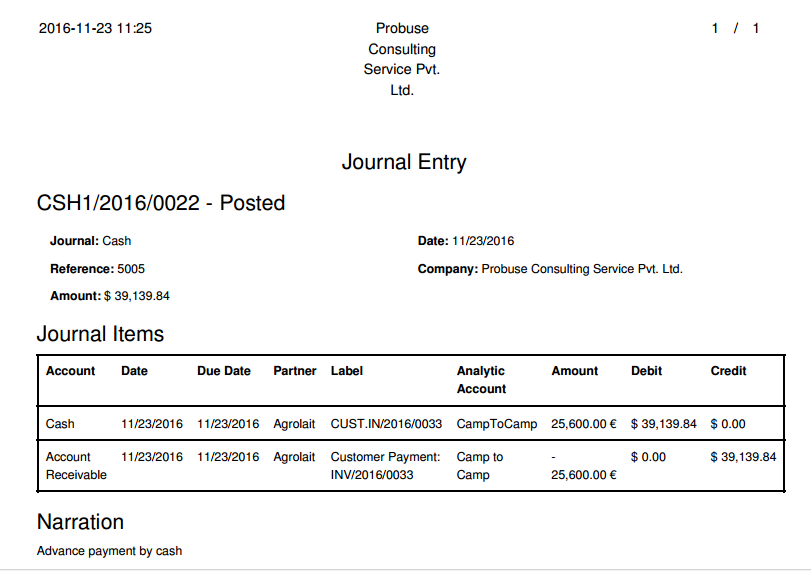 2016-11-23 11:25
Probuse
Consulting
Service Pvt.
Ltd.
1 / 1
Journal Entry
CSH1/2016/0022 - Posted
Journal: Cash
Date: 11/23/2016
Reference: 5005
Company: Probuse Consulting Service Pvt. Ltd.
Amount: $ 39,139.84
Journal Items
Account Date Due Date Partner Label Analytic Account Amount Debit Credit
Cash 11/23/2016 11/23/2016 Agrolait CUST.IN/2016/0033 CampToCamp 25,600.00 € $ 39,139.84 $ 0.00
Account 11/23/2016 11/23/2016 Agrolait Customer Payment: Camp to - $ 0.00 $ 39,139.84
Receivable INV/2016/0033 Camp 25,600.00 €
Narration
Advance payment by cash